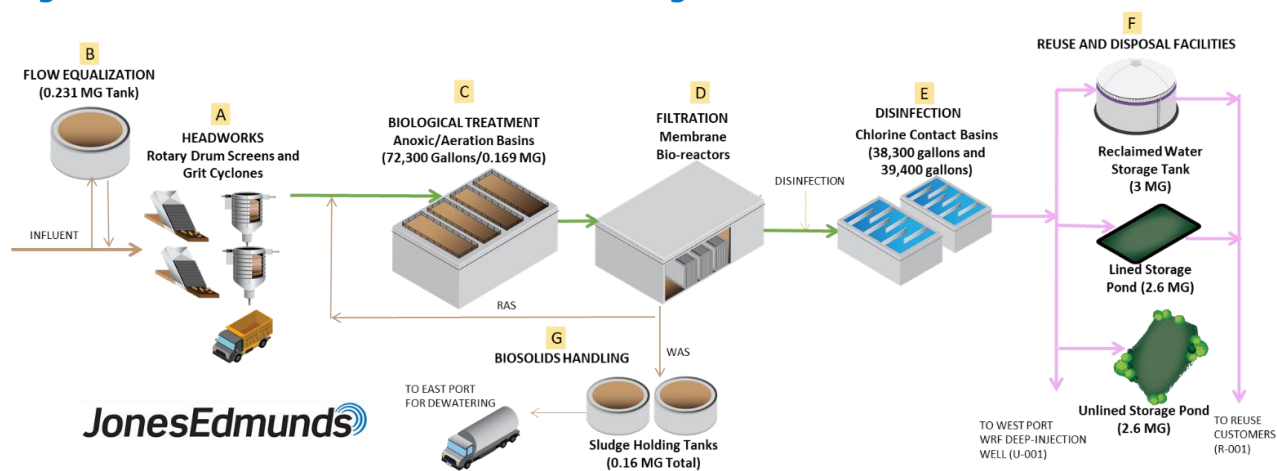 B
FLOW EQUALIZATION
(0.231 MG Tank)
A
HEADWORKS
Rotary Drum Screens and
Grit Cyclones
INFLUENT
C
BIOLOGICAL TREATMENT
Anoxic/Aeration Basins
(72,300 Gallons/0.169 MG)
D
FILTRATION
Membrane
Bio-reactors
DISINFECTION
E
DISINFECTION
Chlorine Contact Basins
(38,300 gallons and
39,400 gallons)
F
REUSE AND DISPOSAL FACILITIES
Reclaimed Water
Storage Tank
(3 MG)
Lined Storage
Pond (2.6 MG)
Unlined Storage Pond
(2.6 MG)
TO WEST PORT
WRF DEEP-INJECTION
WELL (U-001)
TO REUSE
CUSTOMERS
(R-001)
RAS
WAS
G
BIOSOLIDS HANDLING
TO EAST PORT
FOR DEWATERING
Sludge Holding Tanks
(0.16 MG Total)
JonesEdmunds